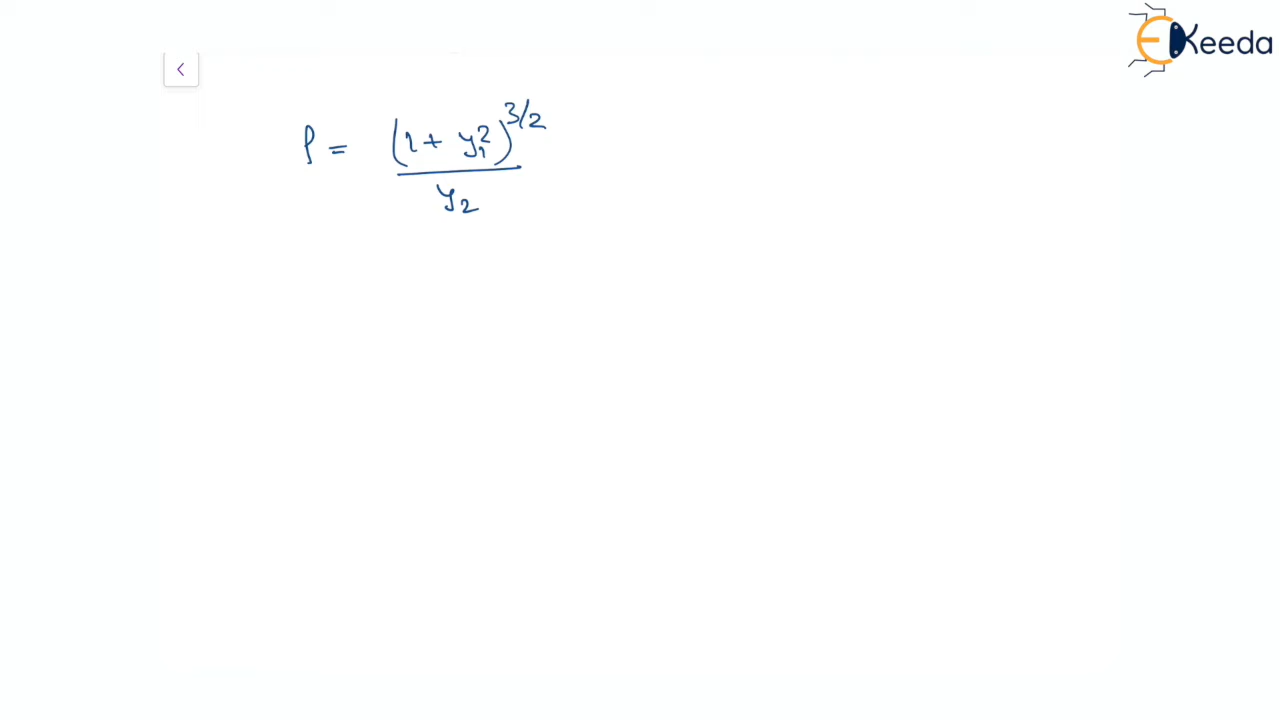 EKeeda
ρ = (1 + y₁²)^3/2
y₂